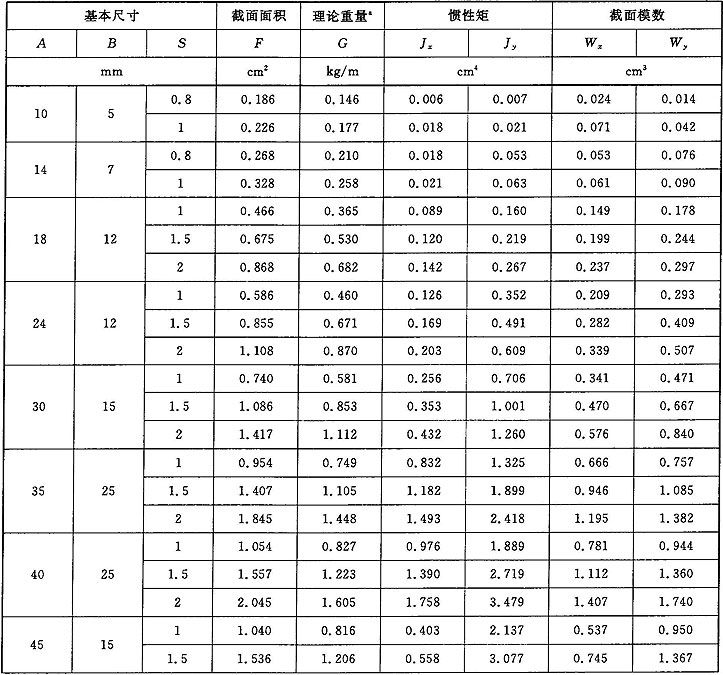 基本尺寸 截面面积 理论重量ᵃ 惯性矩 截面模数
A B S F G Jx Jy Wx Wy
mm cm² kg/m cm⁴ cm³
10 5 0.8 0.186 0.146 0.006 0.007 0.024 0.014
1 0.226 0.177 0.018 0.021 0.071 0.042
14 7 0.8 0.268 0.210 0.018 0.053 0.053 0.076
1 0.328 0.258 0.021 0.063 0.061 0.090
18 12 1 0.466 0.365 0.089 0.160 0.149 0.178
1.5 0.675 0.530 0.120 0.219 0.199 0.244
2 0.868 0.682 0.142 0.267 0.237 0.297
24 12 1 0.586 0.460 0.126 0.352 0.209 0.293
1.5 0.855 0.671 0.169 0.491 0.282 0.409
2 1.108 0.870 0.203 0.609 0.339 0.507
30 15 1 0.740 0.581 0.256 0.706 0.341 0.471
1.5 1.086 0.853 0.353 1.001 0.470 0.667
2 1.417 1.112 0.432 1.260 0.576 0.840
35 25 1 0.954 0.749 0.832 1.325 0.666 0.757
1.5 1.407 1.105 1.182 1.899 0.946 1.085
2 1.845 1.448 1.493 2.418 1.195 1.382
40 25 1 1.054 0.827 0.976 1.889 0.781 0.944
1.5 1.557 1.223 1.390 2.719 1.112 1.360
2 2.045 1.605 1.758 3.479 1.407 1.740
45 15 1 1.040 0.816 0.403 2.137 0.537 0.950
1.5 1.536 1.206 0.558 3.077 0.745 1.367